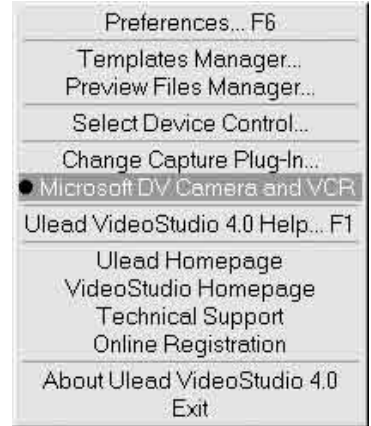 Preferences... F6
Templates Manager...
Preview Files Manager...
Select Device Control...
Change Capture Plug-In...
Microsoft DV Camera and VCR
Ulead VideoStudio 4.0 Help... F1
Ulead Homepage
VideoStudio Homepage
Technical Support
Online Registration
About Ulead VideoStudio 4.0
Exit